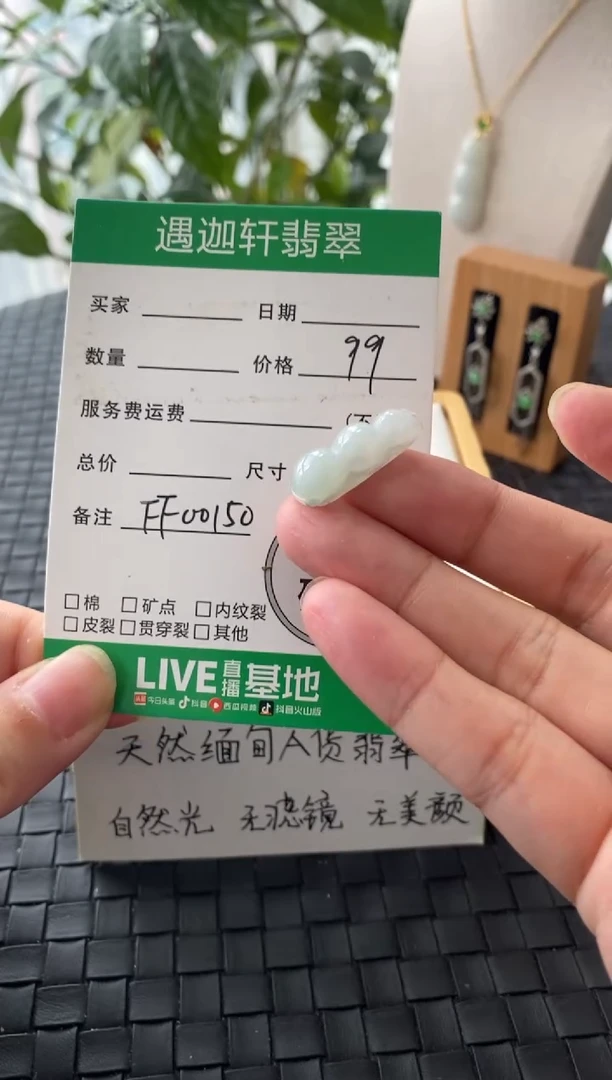 遇迦轩翡翠
买家 日期
数量 价格 99
服务费运费 (不
总价 尺寸
备注 FF00150
棉 矿点 内纹裂
皮裂 贯穿裂 其他
LIVE直播基地
今日头条 抖音 西瓜视频 抖音火山版
天然缅甸A货翡翠
自然光 无滤镜 无美颜